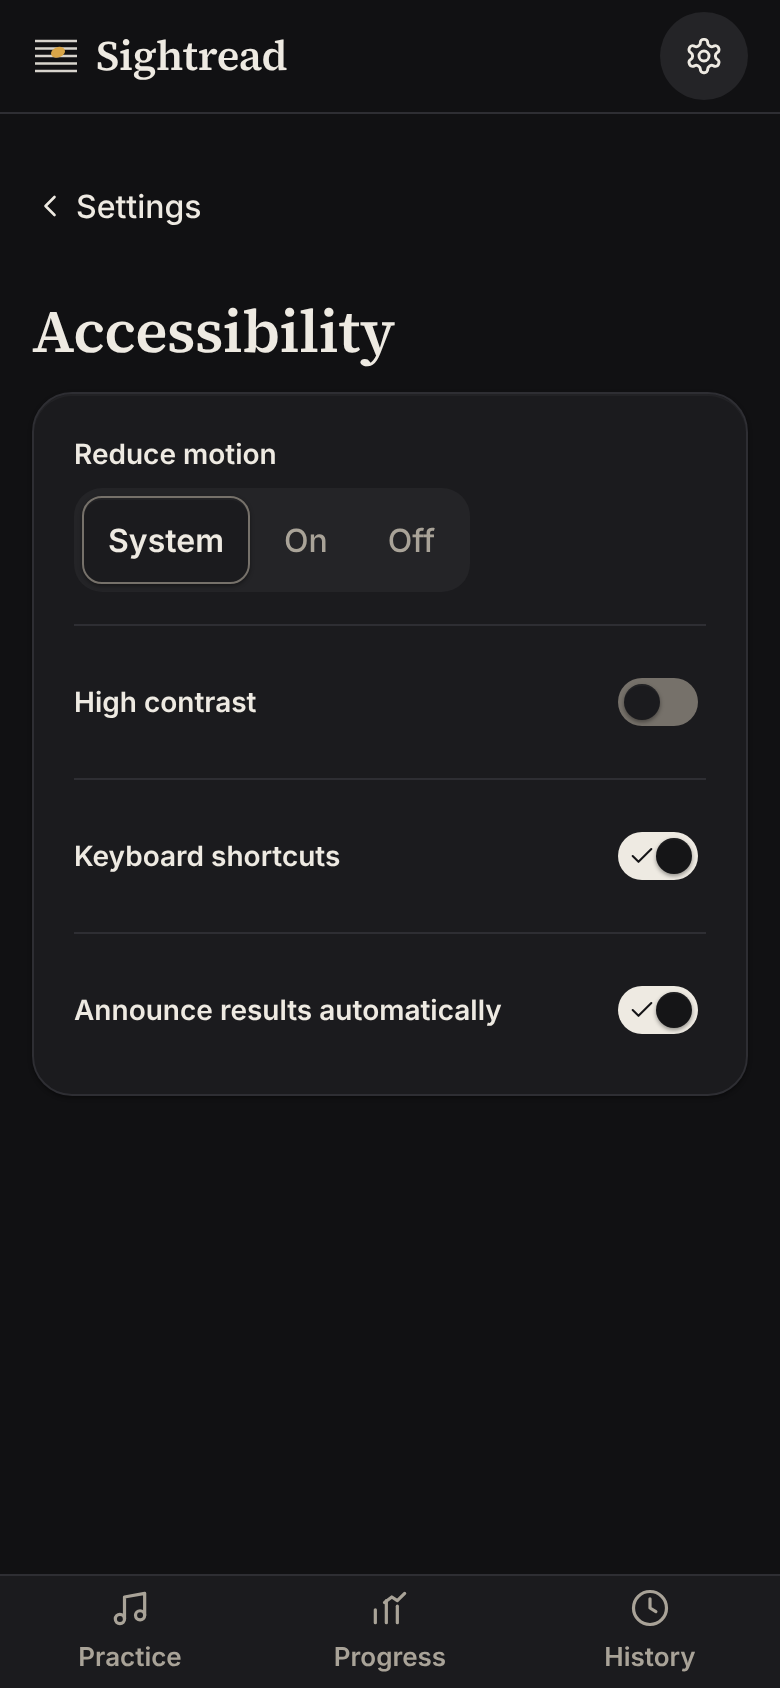 Sightread
Settings
Accessibility
Reduce motion
System On Off
High contrast
Keyboard shortcuts
Announce results automatically
Practice Progress History